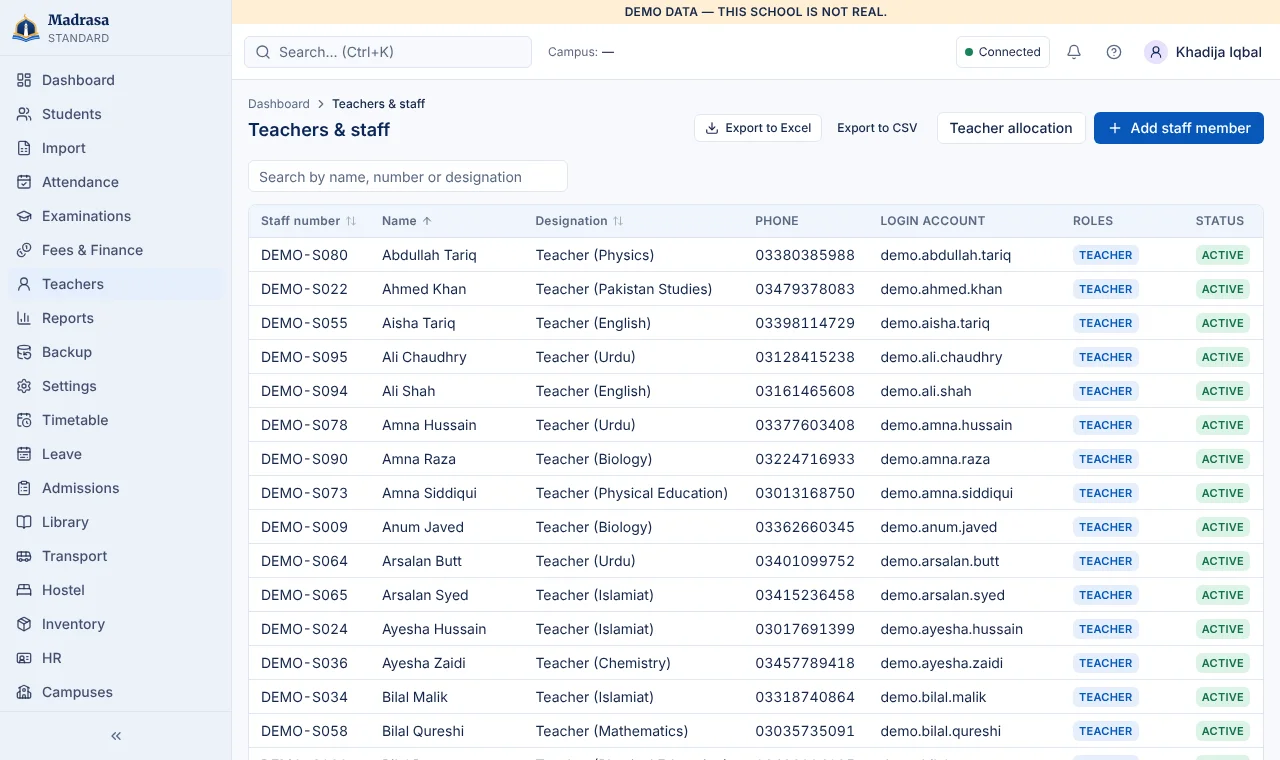 Madrasa
STANDARD
DEMO DATA — THIS SCHOOL IS NOT REAL.
Search... (Ctrl+K)
Campus: —
Connected
Khadija Iqbal
Dashboard
Students
Import
Attendance
Examinations
Fees & Finance
Teachers
Reports
Backup
Settings
Timetable
Leave
Admissions
Library
Transport
Hostel
Inventory
HR
Campuses
Dashboard > Teachers & staff
Teachers & staff
Export to Excel
Export to CSV
Teacher allocation
+ Add staff member
Search by name, number or designation
Staff number Name Designation PHONE LOGIN ACCOUNT ROLES STATUS
DEMO-S080 Abdullah Tariq Teacher (Physics) 03380385988 demo.abdullah.tariq TEACHER ACTIVE
DEMO-S022 Ahmed Khan Teacher (Pakistan Studies) 03479378083 demo.ahmed.khan TEACHER ACTIVE
DEMO-S055 Aisha Tariq Teacher (English) 03398114729 demo.aisha.tariq TEACHER ACTIVE
DEMO-S095 Ali Chaudhry Teacher (Urdu) 03128415238 demo.ali.chaudhry TEACHER ACTIVE
DEMO-S094 Ali Shah Teacher (English) 03161465608 demo.ali.shah TEACHER ACTIVE
DEMO-S078 Amna Hussain Teacher (Urdu) 03377603408 demo.amna.hussain TEACHER ACTIVE
DEMO-S090 Amna Raza Teacher (Biology) 03224716933 demo.amna.raza TEACHER ACTIVE
DEMO-S073 Amna Siddiqui Teacher (Physical Education) 03013168750 demo.amna.siddiqui TEACHER ACTIVE
DEMO-S009 Anum Javed Teacher (Biology) 03362660345 demo.anum.javed TEACHER ACTIVE
DEMO-S064 Arsalan Butt Teacher (Urdu) 03401099752 demo.arsalan.butt TEACHER ACTIVE
DEMO-S065 Arsalan Syed Teacher (Islamiat) 03415236458 demo.arsalan.syed TEACHER ACTIVE
DEMO-S024 Ayesha Hussain Teacher (Islamiat) 03017691399 demo.ayesha.hussain TEACHER ACTIVE
DEMO-S036 Ayesha Zaidi Teacher (Chemistry) 03457789418 demo.ayesha.zaidi TEACHER ACTIVE
DEMO-S034 Bilal Malik Teacher (Islamiat) 03318740864 demo.bilal.malik TEACHER ACTIVE
DEMO-S058 Bilal Qureshi Teacher (Mathematics) 03035735091 demo.bilal.qureshi TEACHER ACTIVE